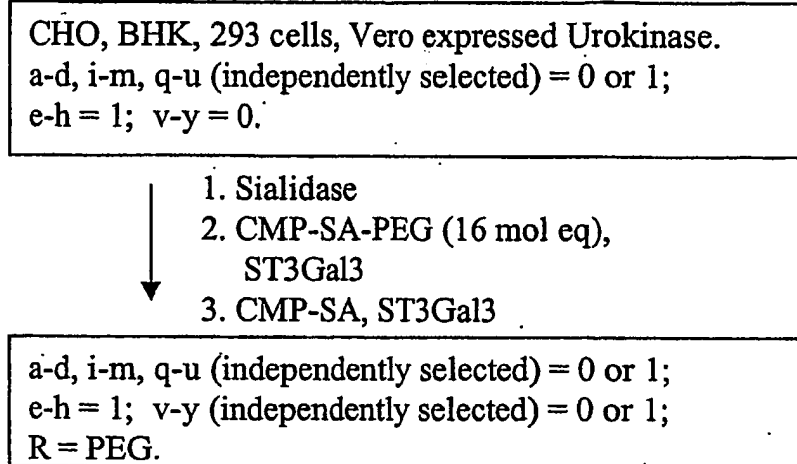 CHO, BHK, 293 cells, Vero expressed Urokinase.
a-d, i-m, q-u (independently selected) = 0 or 1;
e-h = 1; v-y = 0.
1. Sialidase
2. CMP-SA-PEG (16 mol eq),
ST3Gal3
3. CMP-SA, ST3Gal3
a-d, i-m, q-u (independently selected) = 0 or 1;
e-h = 1; v-y (independently selected) = 0 or 1;
R = PEG.